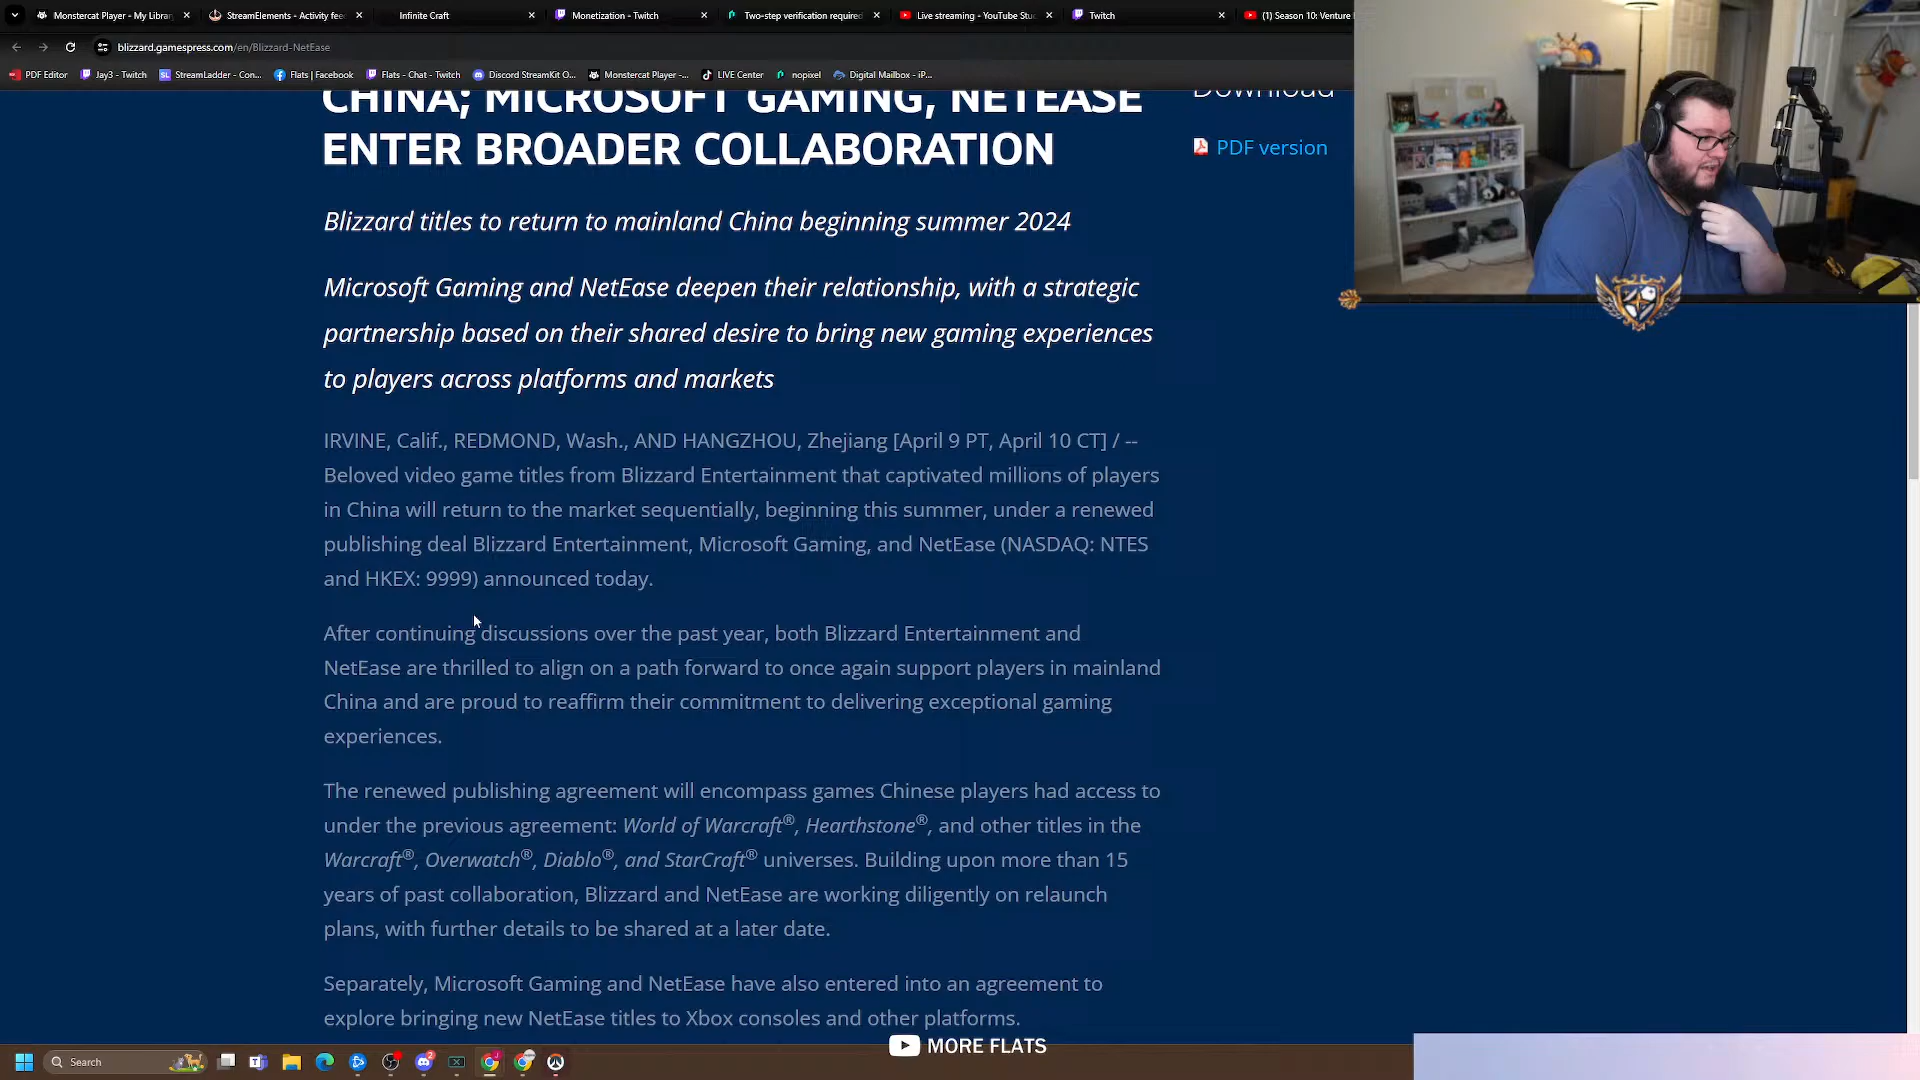 Monstercat Player - My Librar
StreamElements - Activity fee
Infinite Craft
Monetization - Twitch
Two-step verification required
Live streaming - YouTube Stu
Twitch
(1) Season 10: Venture
blizzard.gamespress.com/en/Blizzard-NetEase
PDF Editor
Jay3 - Twitch
StreamLadder - Con...
Flats | Facebook
Flats - Chat - Twitch
Discord StreamKit O...
Monstercat Player -...
LIVE Center
nopixel
Digital Mailbox - iP...
CHINA; MICROSOFT GAMING, NETEASE
ENTER BROADER COLLABORATION
Download
PDF version
Blizzard titles to return to mainland China beginning summer 2024
Microsoft Gaming and NetEase deepen their relationship, with a strategic
partnership based on their shared desire to bring new gaming experiences
to players across platforms and markets
IRVINE, Calif., REDMOND, Wash., AND HANGZHOU, Zhejiang [April 9 PT, April 10 CT] / --
Beloved video game titles from Blizzard Entertainment that captivated millions of players
in China will return to the market sequentially, beginning this summer, under a renewed
publishing deal Blizzard Entertainment, Microsoft Gaming, and NetEase (NASDAQ: NTES
and HKEX: 9999) announced today.
After continuing discussions over the past year, both Blizzard Entertainment and
NetEase are thrilled to align on a path forward to once again support players in mainland
China and are proud to reaffirm their commitment to delivering exceptional gaming
experiences.
The renewed publishing agreement will encompass games Chinese players had access to
under the previous agreement: World of Warcraft®, Hearthstone®, and other titles in the
Warcraft®, Overwatch®, Diablo®, and StarCraft® universes. Building upon more than 15
years of past collaboration, Blizzard and NetEase are working diligently on relaunch
plans, with further details to be shared at a later date.
Separately, Microsoft Gaming and NetEase have also entered into an agreement to
explore bringing new NetEase titles to Xbox consoles and other platforms.
MORE FLATS
Search